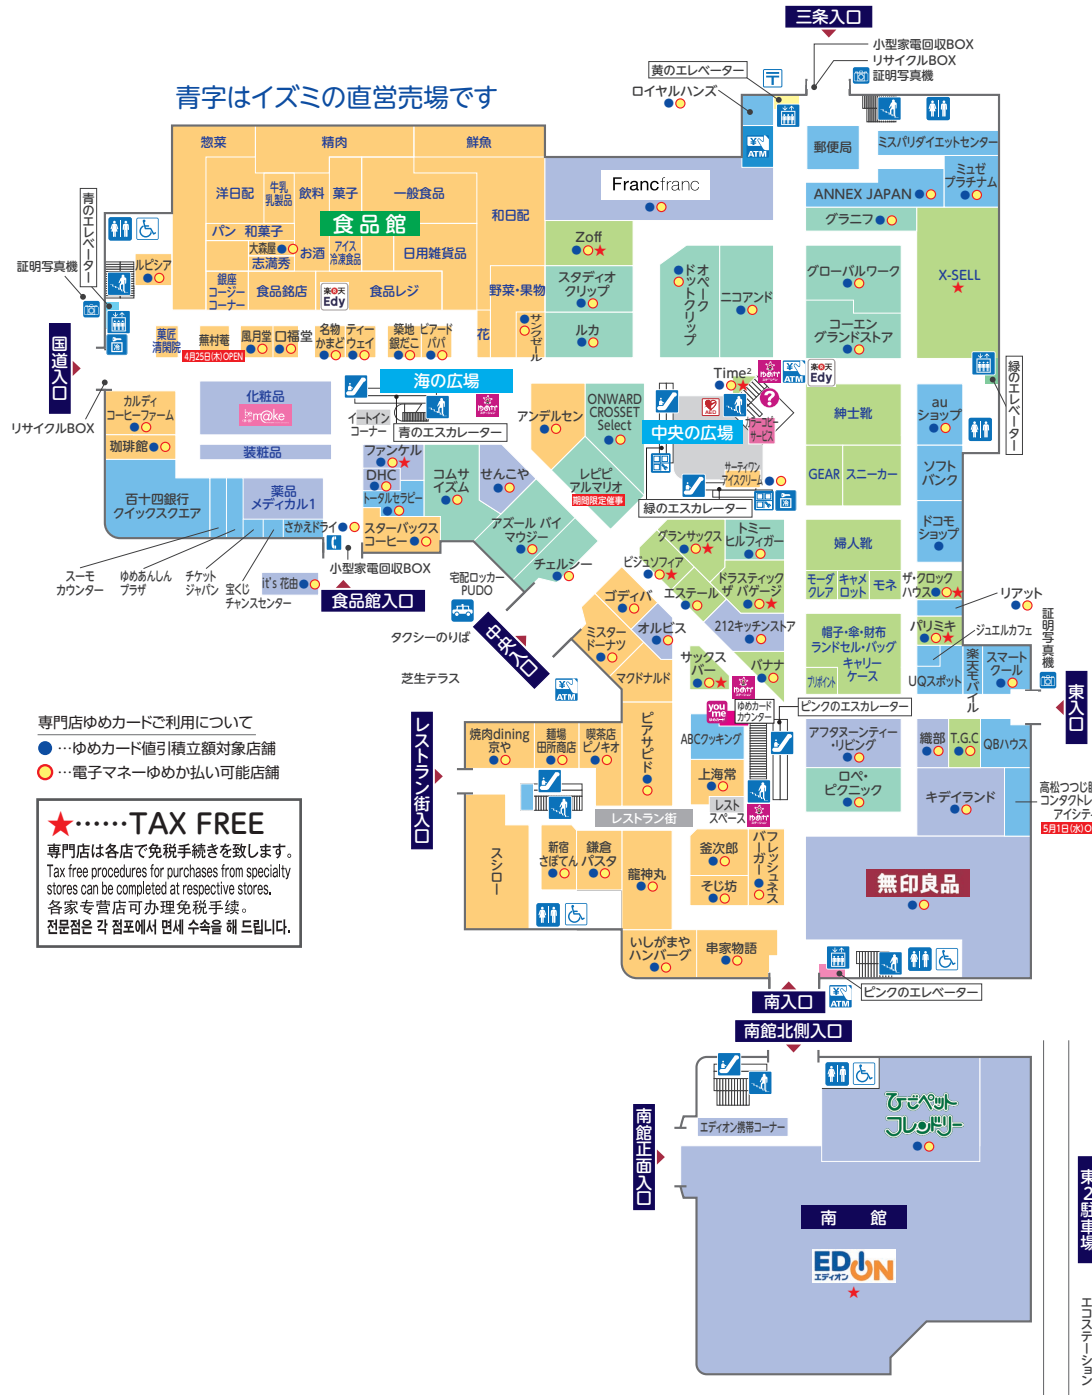 三条入口
小型家電回収BOX
リサイクルBOX
証明写真機
黄のエレベーター
ロイヤルハンズ
青字はイズミの直営売場です
ATM
郵便局
ミスパリダイエットセンター
ミュゼ
プラチナム
ANNEX JAPAN
グラニフ
惣菜
精肉
鮮魚
洋日配
牛乳
乳製品
飲料
菓子
一般食品
和日配
パン 和菓子
食品館
大森屋
志満秀
お酒
アイス
冷凍食品
日用雑貨品
銀座
コージー
コーナー
食品銘店
楽天
Edy
食品レジ
野菜・果物
花
サンクゼール
Francfranc
Zoff
スタディオ
クリップ
ルカ
オペーク
ドットクリップ
ニコアンド
グローバルワーク
コーエン
グランドストア
X-SELL
青のエレベーター
証明写真機
ルピシア
国道入口
菓匠
清閑院
蕪村菴
4月25日(木)OPEN
風月堂
口福堂
名物
かまど
ティー
ウェイ
築地
銀だこ
ビアード
パパ
リサイクルBOX
カルディ
コーヒーファーム
珈琲館
百十四銀行
クイックスクエア
化粧品
be m@ke
装粧品
薬品
メディカル1
さかえドライ
海の広場
イートイン
コーナー
青のエスカレーター
ゆめか
ファンケル
DHC
トータルセラピー
スターバックス
コーヒー
コムサ
イズム
せんこや
アズール バイ
マウジー
チェルシー
アンデルセン
ONWARD
CROSSET
Select
レピピ
アルマリオ
期間限定催事
Time²
AED
ATM
楽天
Edy
カラーコピー
サービス
中央の広場
サーティワン
アイスクリーム
緑のエスカレーター
紳士靴
GEAR
スニーカー
婦人靴
モーダ
クレア
キャメ
ロット
モネ
帽子・傘・財布
ランドセル・バッグ
キャリー
ケース
プリポイント
au
ショップ
ソフト
バンク
ドコモ
ショップ
緑のエレベーター
ザ・クロック
ハウス
パリミキ
リアット
ジュエルカフェ
UQスポット
楽天モバイル
スマート
クール
証明写真機
東入口
スーモ
カウンター
ゆめあんしん
プラザ
チケット
ジャパン
宝くじ
チャンスセンター
it's 花由
小型家電回収BOX
食品館入口
宅配ロッカー
PUDO
タクシーのりば
中央入口
芝生テラス
ATM
グランサックス
ビジュソフィア
トミー
ヒルフィガー
ドラスティック
ザ バゲージ
エステール
ゴディバ
ミスター
ドーナツ
オルビス
マクドナルド
212キッチンストア
サックス
バー
バナナ
you me
ゆめカード
カウンター
ピンクのエスカレーター
専門店ゆめカードご利用について
…ゆめカード値引積立額対象店舗
…電子マネーゆめか払い可能店舗
★……TAX FREE
専門店は各店で免税手続きを致します。
Tax free procedures for purchases from specialty
stores can be completed at respective stores.
各家专营店可办理免税手续。
전문점은 각 점포에서 면세 수속을 해 드립니다.
レストラン街入口
焼肉dining
京や
麺場
田所商店
喫茶店
ピノキオ
ピアサピド
ABCクッキング
上海常
レスト
スペース
レストラン街
スシロー
新宿
さぼてん
鎌倉
パスタ
龍神丸
釜次郎
そじ坊
フレッシュネス
バーガー
いしがまや
ハンバーグ
串家物語
アフタヌーンティー
・リビング
ロペ・
ピクニック
織部
T.G.C
QBハウス
キデイランド
コンタクトレ
アイシテ
5月1日(水)O
無印良品
ピンクのエレベーター
ATM
南入口
南館北側入口
南館正面入口
エディオン携帯コーナー
ひごペット
フレンドリー
南 館
EDION
エディオン
東2駐車場
エコステーション